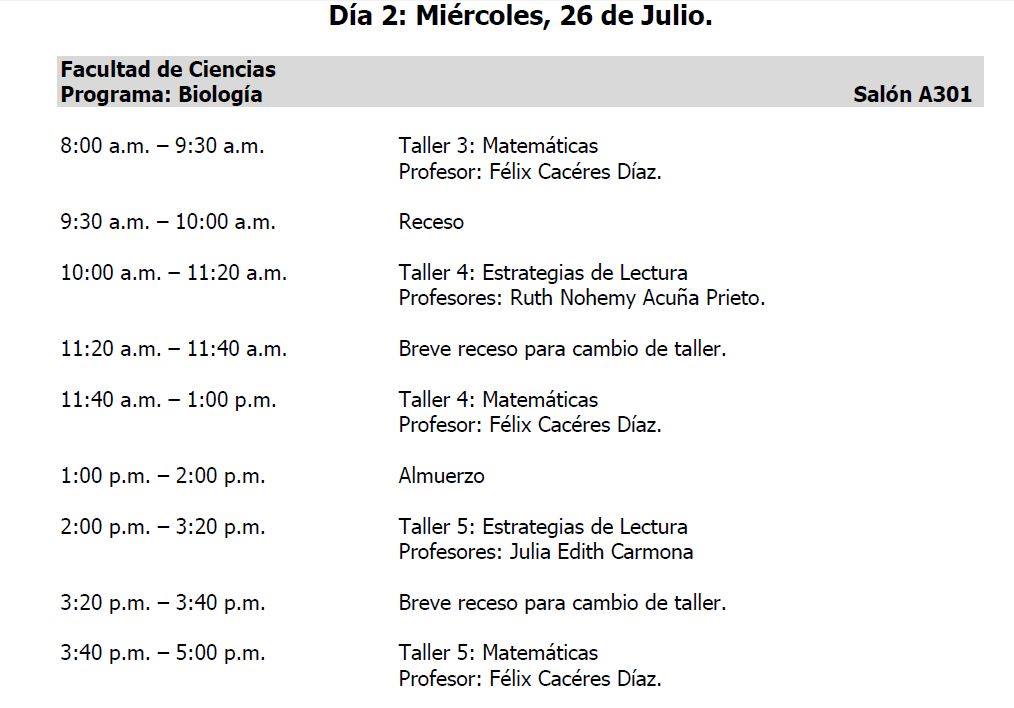 Día 2: Miércoles, 26 de Julio.
Facultad de Ciencias
Programa: Biología Salón A301
8:00 a.m. – 9:30 a.m. Taller 3: Matemáticas
Profesor: Félix Cacéres Díaz.
9:30 a.m. – 10:00 a.m. Receso
10:00 a.m. – 11:20 a.m. Taller 4: Estrategias de Lectura
Profesores: Ruth Nohemy Acuña Prieto.
11:20 a.m. – 11:40 a.m. Breve receso para cambio de taller.
11:40 a.m. – 1:00 p.m. Taller 4: Matemáticas
Profesor: Félix Cacéres Díaz.
1:00 p.m. – 2:00 p.m. Almuerzo
2:00 p.m. – 3:20 p.m. Taller 5: Estrategias de Lectura
Profesores: Julia Edith Carmona
3:20 p.m. – 3:40 p.m. Breve receso para cambio de taller.
3:40 p.m. – 5:00 p.m. Taller 5: Matemáticas
Profesor: Félix Cacéres Díaz.